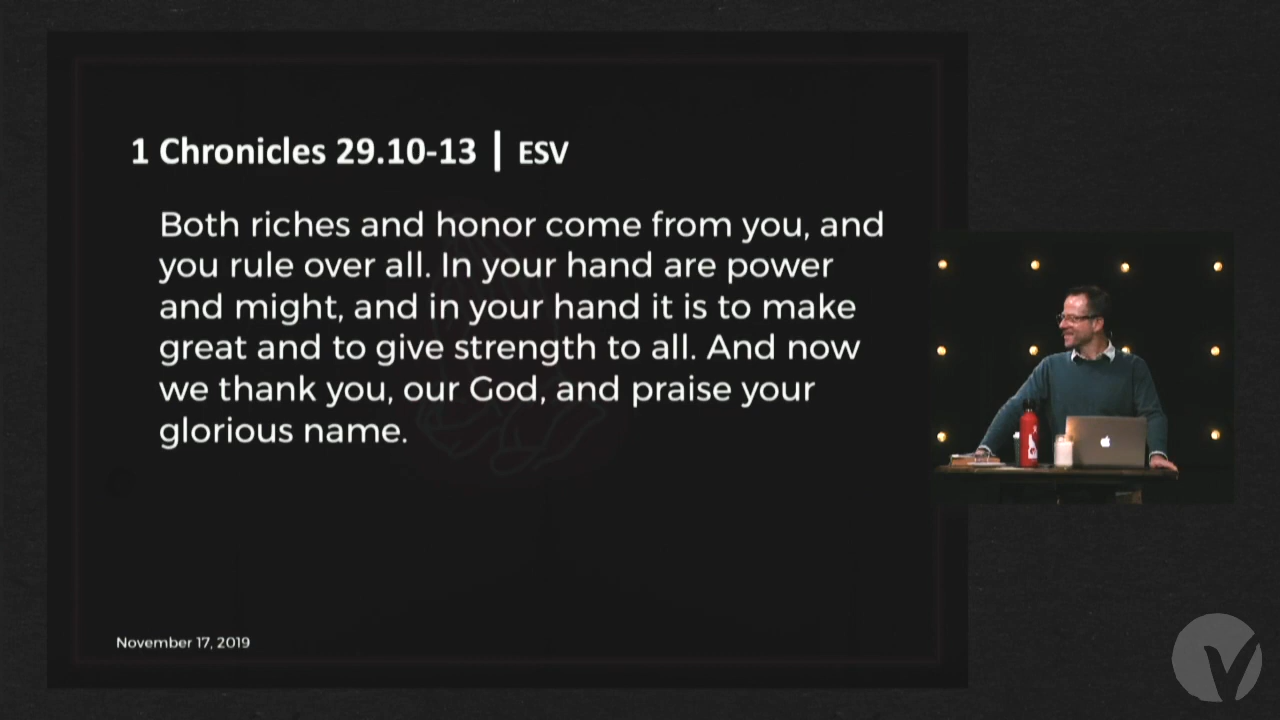 1 Chronicles 29.10-13 | ESV
Both riches and honor come from you, and
you rule over all. In your hand are power
and might, and in your hand it is to make
great and to give strength to all. And now
we thank you, our God, and praise your
glorious name.
November 17, 2019